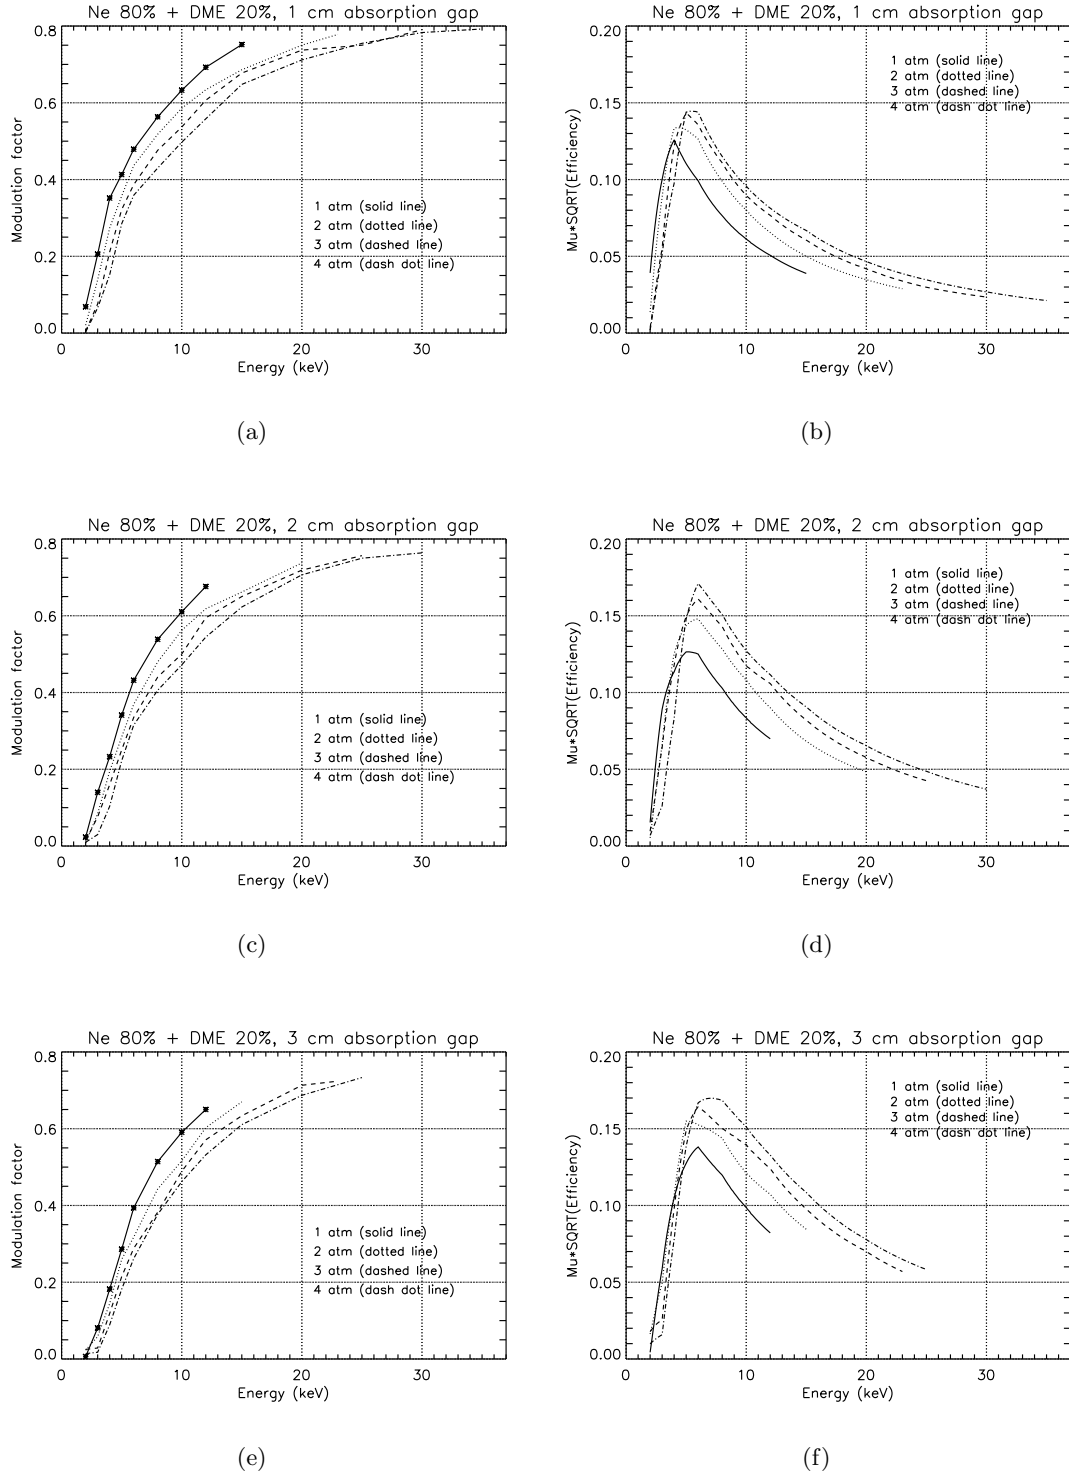 Ne 80% + DME 20%, 1 cm absorption gap
0.8
0.6
0.4
0.2
0.0
Modulation factor
1 atm (solid line)
2 atm (dotted line)
3 atm (dashed line)
4 atm (dash dot line)
0 10 20 30
Energy (keV)
(a)
Ne 80% + DME 20%, 1 cm absorption gap
0.20
0.15
0.10
0.05
0.00
Mu*SQRT(Efficiency)
1 atm (solid line)
2 atm (dotted line)
3 atm (dashed line)
4 atm (dash dot line)
0 10 20 30
Energy (keV)
(b)
Ne 80% + DME 20%, 2 cm absorption gap
0.8
0.6
0.4
0.2
0.0
Modulation factor
1 atm (solid line)
2 atm (dotted line)
3 atm (dashed line)
4 atm (dash dot line)
0 10 20 30
Energy (keV)
(c)
Ne 80% + DME 20%, 2 cm absorption gap
0.20
0.15
0.10
0.05
0.00
Mu*SQRT(Efficiency)
1 atm (solid line)
2 atm (dotted line)
3 atm (dashed line)
4 atm (dash dot line)
0 10 20 30
Energy (keV)
(d)
Ne 80% + DME 20%, 3 cm absorption gap
0.8
0.6
0.4
0.2
0.0
Modulation factor
1 atm (solid line)
2 atm (dotted line)
3 atm (dashed line)
4 atm (dash dot line)
0 10 20 30
Energy (keV)
(e)
Ne 80% + DME 20%, 3 cm absorption gap
0.20
0.15
0.10
0.05
0.00
Mu*SQRT(Efficiency)
1 atm (solid line)
2 atm (dotted line)
3 atm (dashed line)
4 atm (dash dot line)
0 10 20 30
Energy (keV)
(f)